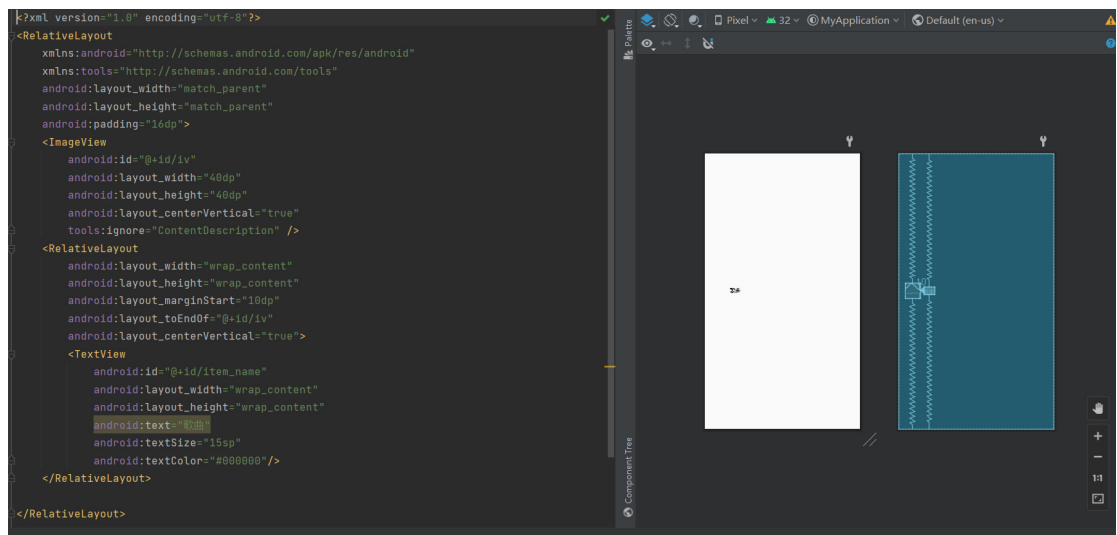 <?xml version="1.0" encoding="utf-8"?>
<RelativeLayout
xmlns:android="http://schemas.android.com/apk/res/android"
xmlns:tools="http://schemas.android.com/tools"
android:layout_width="match_parent"
android:layout_height="match_parent"
android:padding="16dp">
<ImageView
android:id="@+id/iv"
android:layout_width="40dp"
android:layout_height="40dp"
android:layout_centerVertical="true"
tools:ignore="ContentDescription" />
<RelativeLayout
android:layout_width="wrap_content"
android:layout_height="wrap_content"
android:layout_marginStart="10dp"
android:layout_toEndOf="@+id/iv"
android:layout_centerVertical="true">
<TextView
android:id="@+id/item_name"
android:layout_width="wrap_content"
android:layout_height="wrap_content"
android:text="歌曲"
android:textSize="15sp"
android:textColor="#000000"/>
</RelativeLayout>
</RelativeLayout>
Palette
Component Tree
Pixel 32 MyApplication Default (en-us)
歌曲
1:1